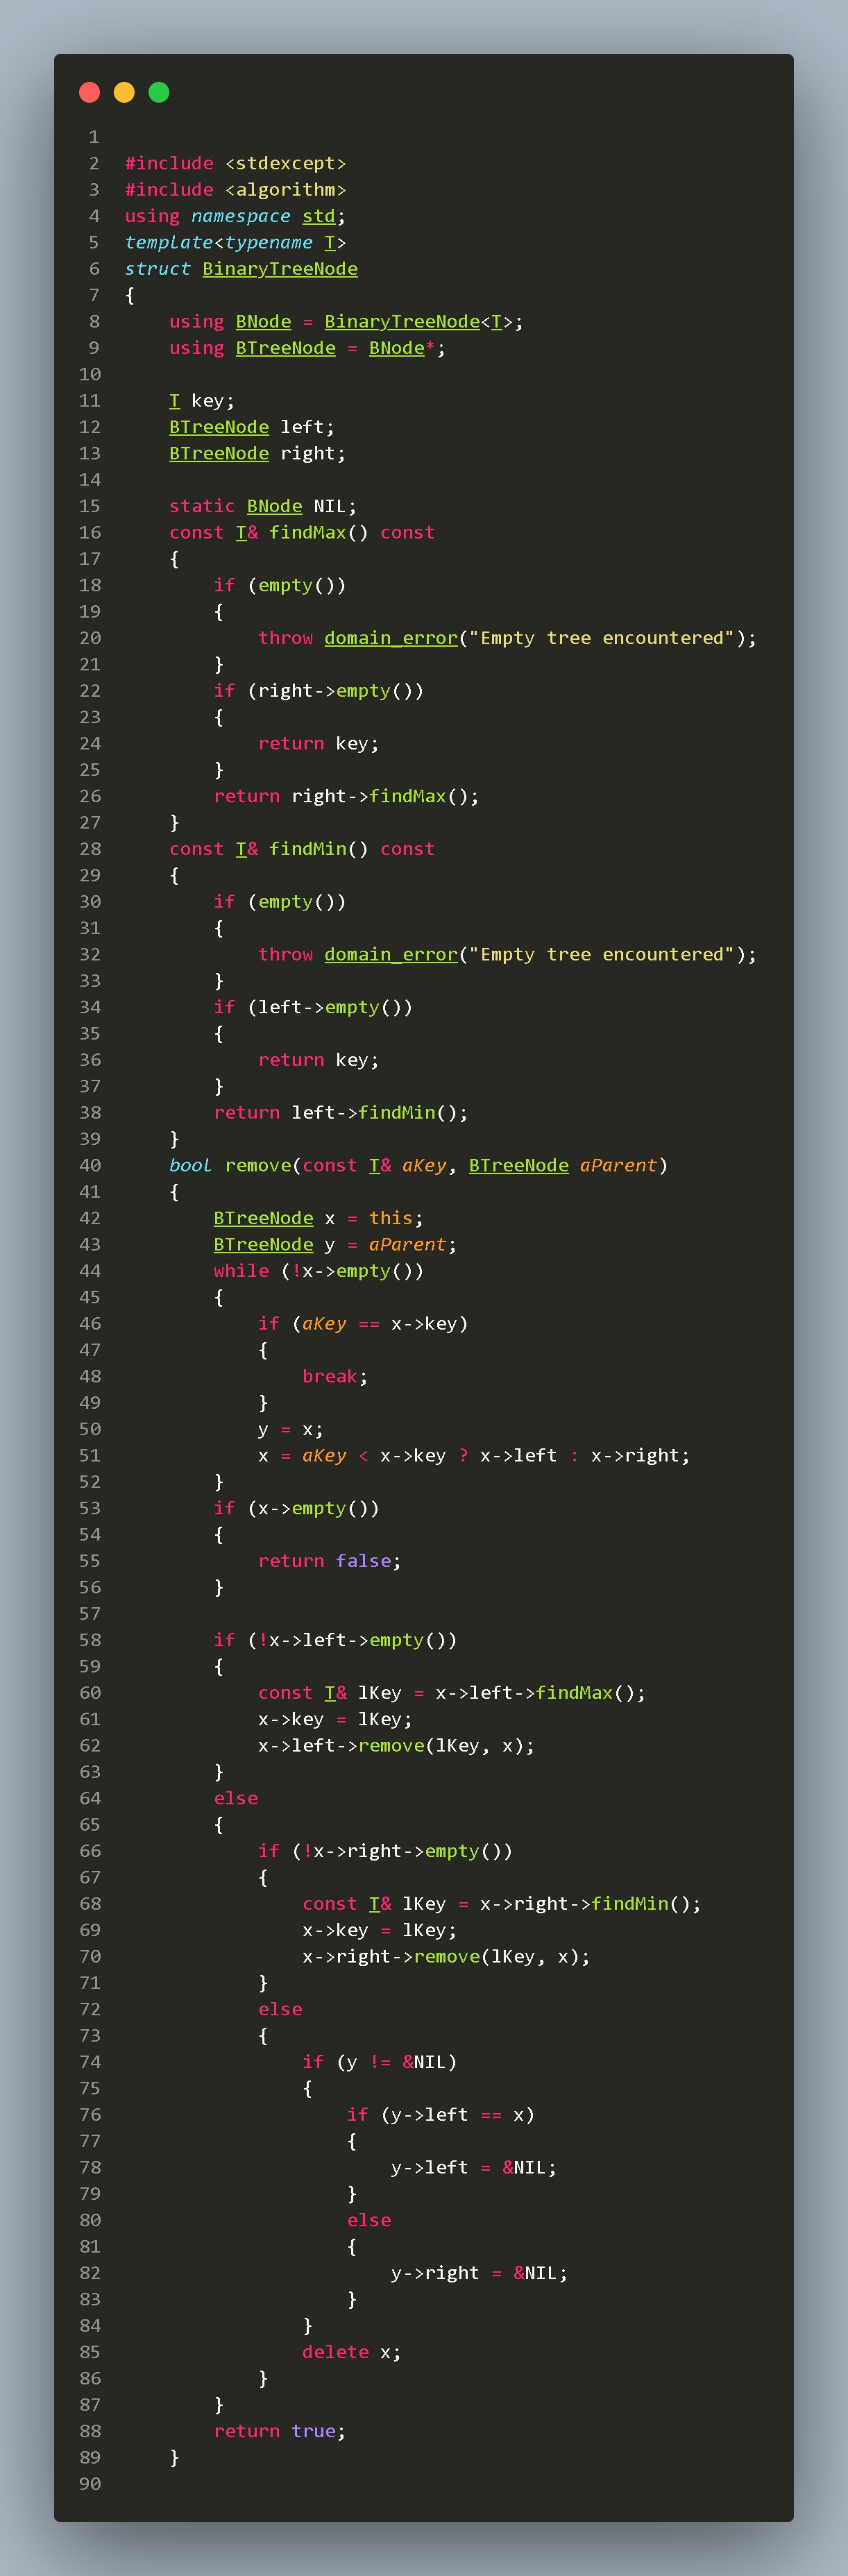 1
2 #include <stdexcept>
3 #include <algorithm>
4 using namespace std;
5 template<typename T>
6 struct BinaryTreeNode
7 {
8     using BNode = BinaryTreeNode<T>;
9     using BTreeNode = BNode*;
10
11     T key;
12     BTreeNode left;
13     BTreeNode right;
14
15     static BNode NIL;
16     const T& findMax() const
17     {
18         if (empty())
19         {
20             throw domain_error("Empty tree encountered");
21         }
22         if (right->empty())
23         {
24             return key;
25         }
26         return right->findMax();
27     }
28     const T& findMin() const
29     {
30         if (empty())
31         {
32             throw domain_error("Empty tree encountered");
33         }
34         if (left->empty())
35         {
36             return key;
37         }
38         return left->findMin();
39     }
40     bool remove(const T& aKey, BTreeNode aParent)
41     {
42         BTreeNode x = this;
43         BTreeNode y = aParent;
44         while (!x->empty())
45         {
46             if (aKey == x->key)
47             {
48                 break;
49             }
50             y = x;
51             x = aKey < x->key ? x->left : x->right;
52         }
53         if (x->empty())
54         {
55             return false;
56         }
57
58         if (!x->left->empty())
59         {
60             const T& lKey = x->left->findMax();
61             x->key = lKey;
62             x->left->remove(lKey, x);
63         }
64         else
65         {
66             if (!x->right->empty())
67             {
68                 const T& lKey = x->right->findMin();
69                 x->key = lKey;
70                 x->right->remove(lKey, x);
71             }
72             else
73             {
74                 if (y != &NIL)
75                 {
76                     if (y->left == x)
77                     {
78                         y->left = &NIL;
79                     }
80                     else
81                     {
82                         y->right = &NIL;
83                     }
84                 }
85                 delete x;
86             }
87         }
88         return true;
89     }
90